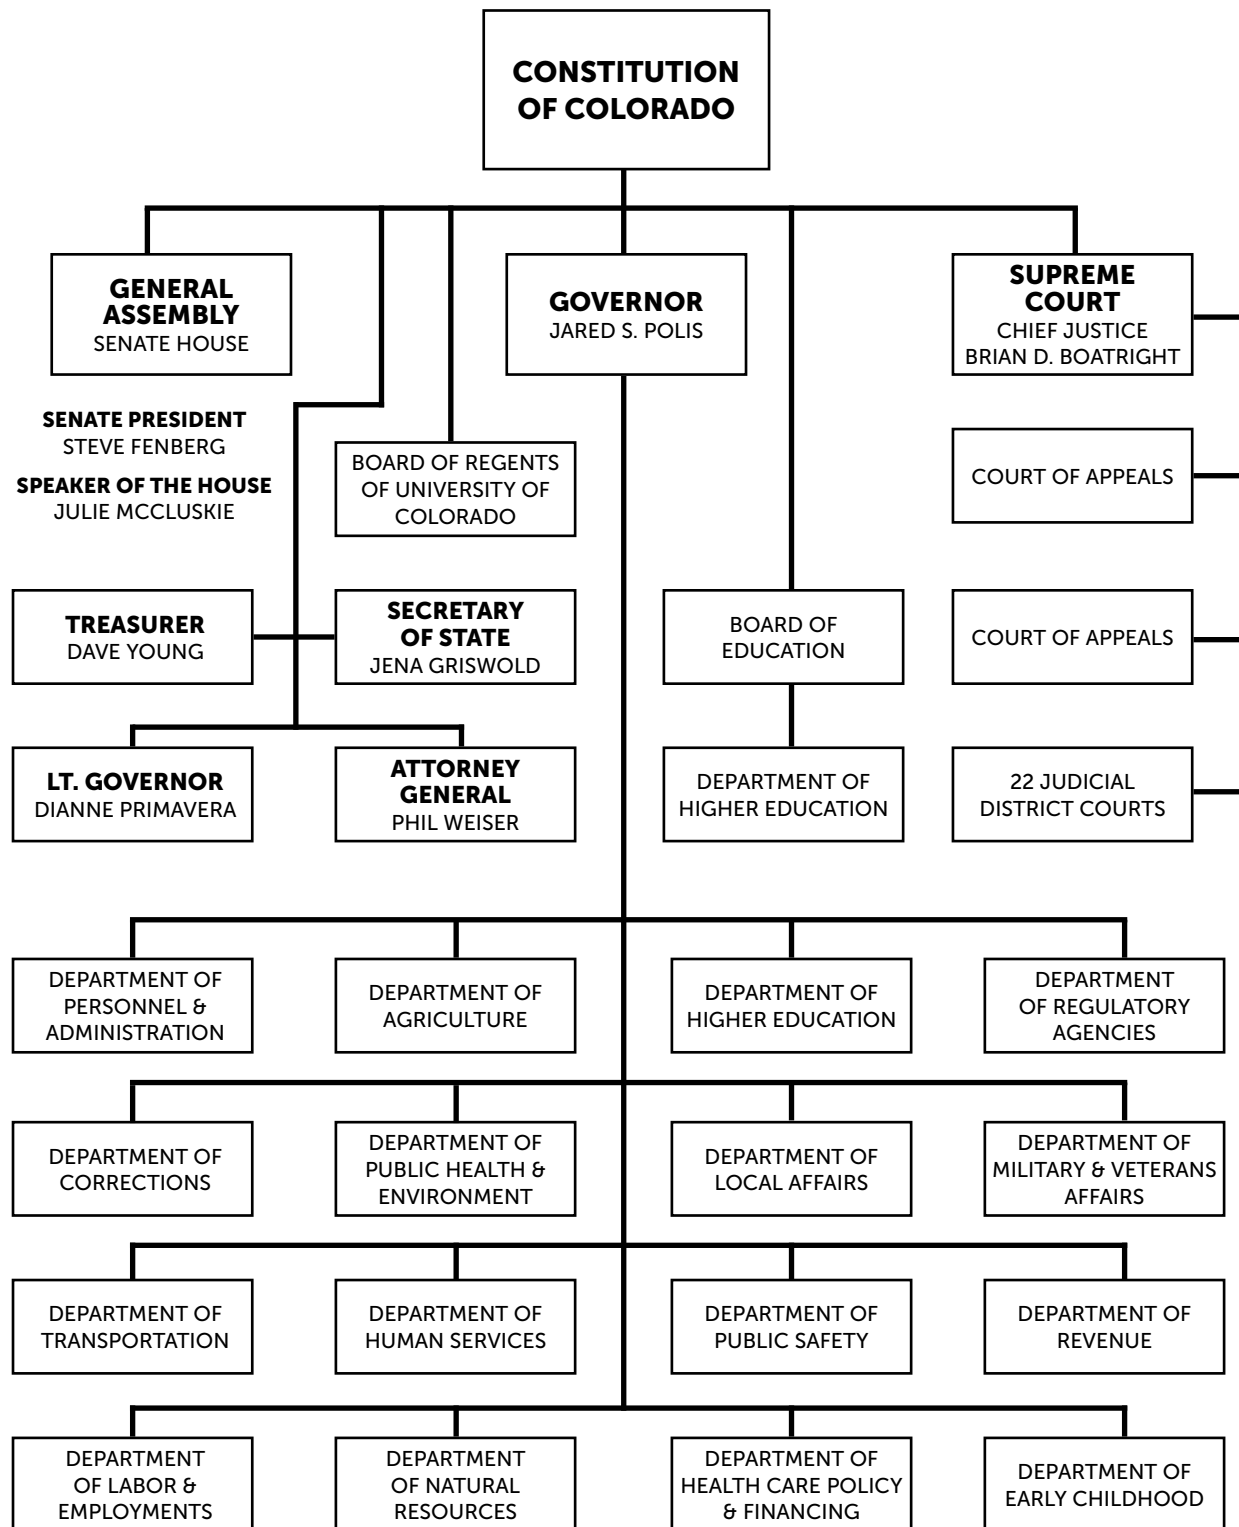 CONSTITUTION
OF COLORADO
GENERAL
ASSEMBLY
SENATE HOUSE
GOVERNOR
JARED S. POLIS
SUPREME
COURT
CHIEF JUSTICE
BRIAN D. BOATRIGHT
SENATE PRESIDENT
STEVE FENBERG
SPEAKER OF THE HOUSE
JULIE MCCLUSKIE
BOARD OF REGENTS
OF UNIVERSITY OF
COLORADO
COURT OF APPEALS
TREASURER
DAVE YOUNG
SECRETARY
OF STATE
JENA GRISWOLD
BOARD OF
EDUCATION
COURT OF APPEALS
LT. GOVERNOR
DIANNE PRIMAVERA
ATTORNEY
GENERAL
PHIL WEISER
DEPARTMENT OF
HIGHER EDUCATION
22 JUDICIAL
DISTRICT COURTS
DEPARTMENT OF
PERSONNEL &
ADMINISTRATION
DEPARTMENT OF
AGRICULTURE
DEPARTMENT OF
HIGHER EDUCATION
DEPARTMENT
OF REGULATORY
AGENCIES
DEPARTMENT OF
CORRECTIONS
DEPARTMENT OF
PUBLIC HEALTH &
ENVIRONMENT
DEPARTMENT OF
LOCAL AFFAIRS
DEPARTMENT OF
MILITARY & VETERANS
AFFAIRS
DEPARTMENT OF
TRANSPORTATION
DEPARTMENT OF
HUMAN SERVICES
DEPARTMENT OF
PUBLIC SAFETY
DEPARTMENT OF
REVENUE
DEPARTMENT
OF LABOR &
EMPLOYMENTS
DEPARTMENT
OF NATURAL
RESOURCES
DEPARTMENT OF
HEALTH CARE POLICY
& FINANCING
DEPARTMENT OF
EARLY CHILDHOOD